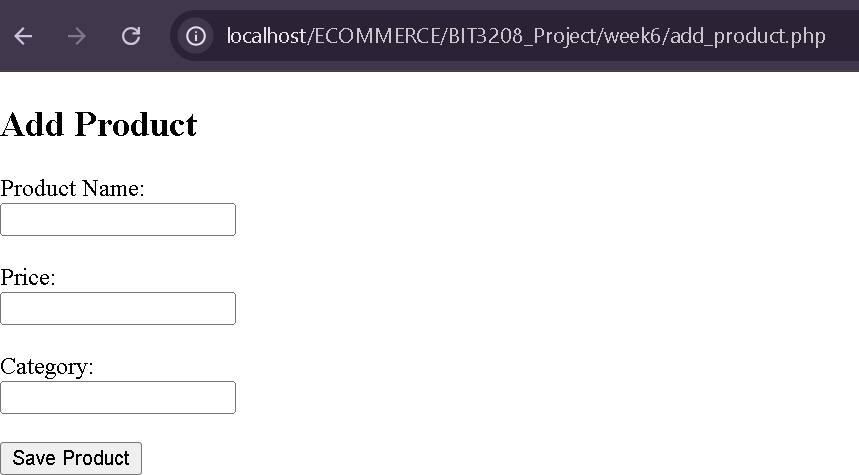 localhost/ECOMMERCE/BIT3208_Project/week6/add_product.php
Add Product
Product Name:
Price:
Category:
Save Product